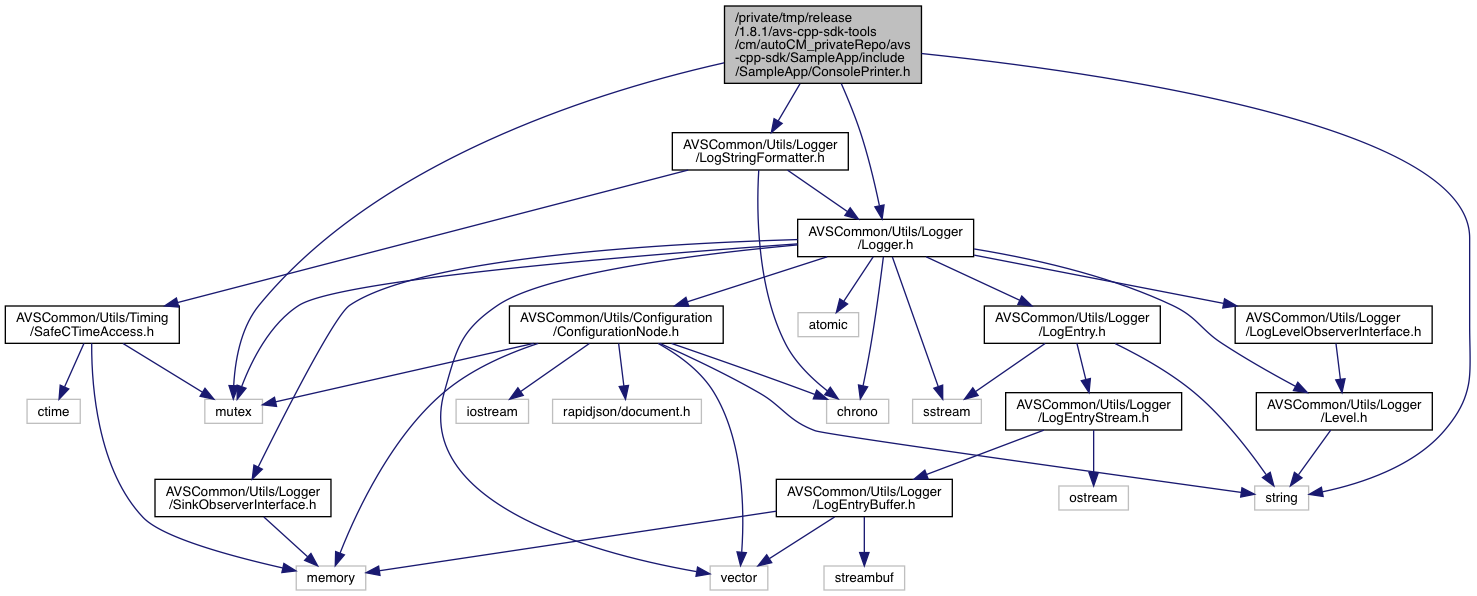 /private/tmp/release
/1.8.1/avs-cpp-sdk-tools
/cm/autoCM_privateRepo/avs
-cpp-sdk/SampleApp/include
/SampleApp/ConsolePrinter.h
AVSCommon/Utils/Logger
/LogStringFormatter.h
AVSCommon/Utils/Logger
/Logger.h
AVSCommon/Utils/Timing
/SafeCTimeAccess.h
AVSCommon/Utils/Configuration
/ConfigurationNode.h
atomic
AVSCommon/Utils/Logger
/LogEntry.h
AVSCommon/Utils/Logger
/LogLevelObserverInterface.h
ctime
mutex
iostream
rapidjson/document.h
chrono
sstream
AVSCommon/Utils/Logger
/LogEntryStream.h
AVSCommon/Utils/Logger
/Level.h
AVSCommon/Utils/Logger
/SinkObserverInterface.h
AVSCommon/Utils/Logger
/LogEntryBuffer.h
ostream
string
memory
vector
streambuf